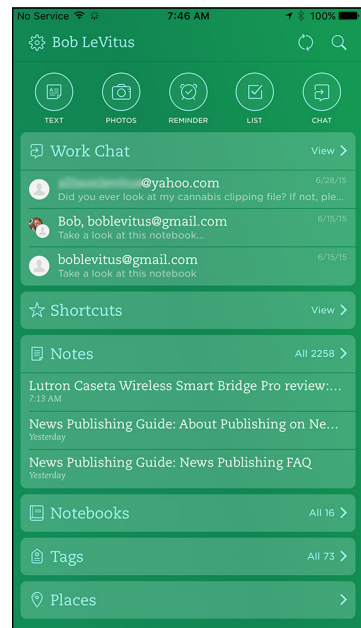 No Service 7:46 AM 100%
Bob LeVitus
TEXT PHOTOS REMINDER LIST CHAT
Work Chat View
@yahoo.com 6/28/15
Did you ever look at my cannabis clipping file? If not, ple...
Bob, boblevitus@gmail.com 6/15/15
Take a look at this notebook...
boblevitus@gmail.com 6/15/15
Take a look at this notebook
Shortcuts View
Notes All 2258
Lutron Caseta Wireless Smart Bridge Pro review:...
7:13 AM
News Publishing Guide: About Publishing on Ne...
Yesterday
News Publishing Guide: News Publishing FAQ
Yesterday
Notebooks All 16
Tags All 73
Places